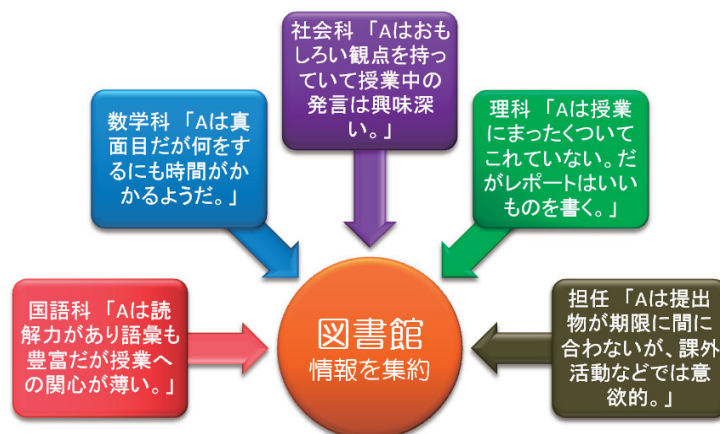 社会科 「Aはおも
しろい観点を持っ
ていて授業中の
発言は興味深
い。」
数学科 「Aは真
面目だが何をす
るにも時間がか
かるようだ。」
理科 「Aは授業
にまったくついて
これていない。だ
がレポートはいい
ものを書く。」
国語科 「Aは読
解力があり語彙も
豊富だが授業へ
の関心が薄い。」
図書館
情報を集約
担任 「Aは提出
物が期限に間に
合わないが、課外
活動などでは意
欲的。」